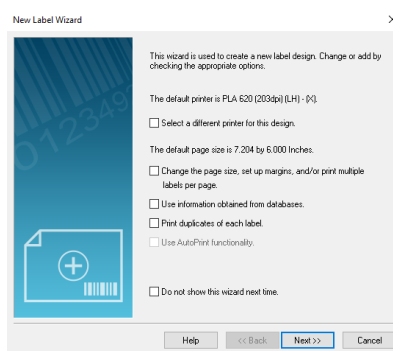 New Label Wizard
This wizard is used to create a new label design. Change or add by
checking the appropriate options.
The default printer is PLA 620 (203dpi) (LH) - (X).
Select a different printer for this design.
The default page size is 7.204 by 6.000 Inches.
Change the page size, set up margins, and/or print multiple
labels per page.
Use information obtained from databases.
Print duplicates of each label.
Use AutoPrint functionality.
Do not show this wizard next time.
Help
<< Back
Next >>
Cancel
012349